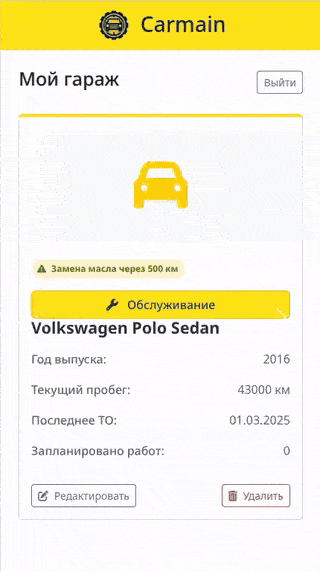 Carmain
Мой гараж
Выйти
Замена масла через 500 км
Обслуживание
Volkswagen Polo Sedan
Год выпуска: 2016
Текущий пробег: 43000 км
Последнее ТО: 01.03.2025
Запланировано работ: 0
Редактировать
Удалить